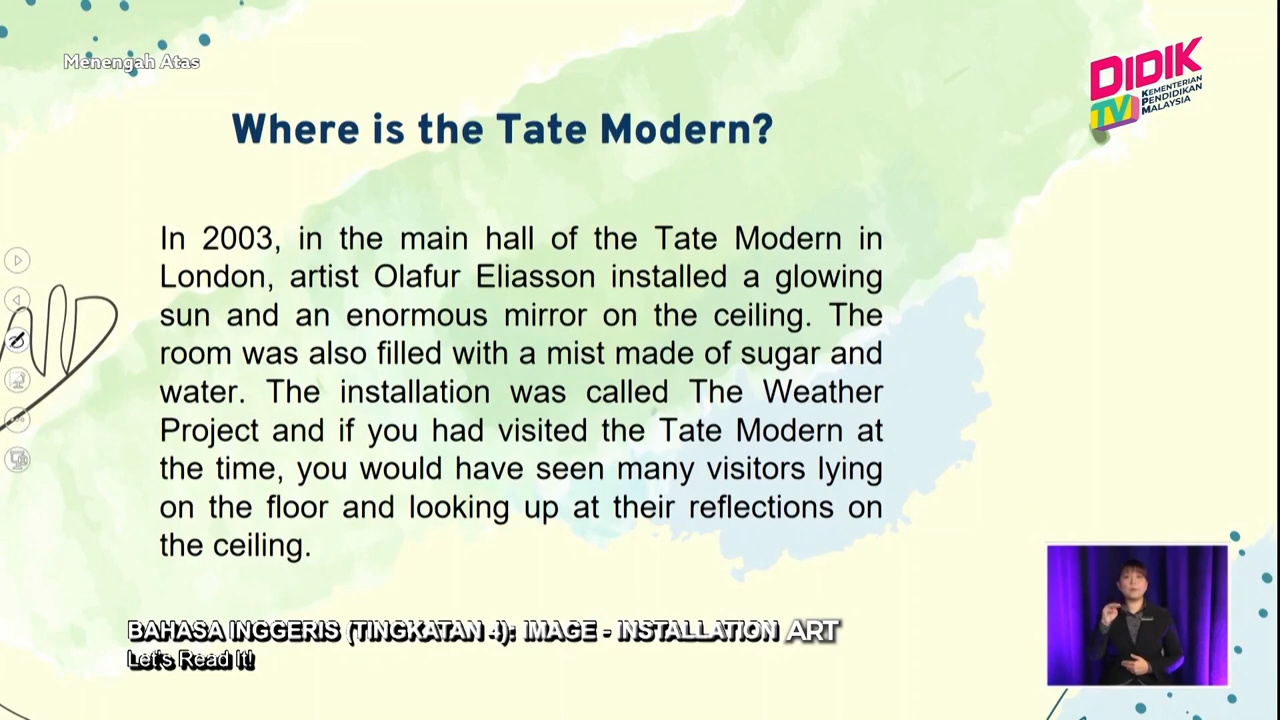 Menengah Atas
DIDIK
TV
KEMENTERIAN
PENDIDIKAN
MALAYSIA
Where is the Tate Modern?
In 2003, in the main hall of the Tate Modern in
London, artist Olafur Eliasson installed a glowing
sun and an enormous mirror on the ceiling. The
room was also filled with a mist made of sugar and
water. The installation was called The Weather
Project and if you had visited the Tate Modern at
the time, you would have seen many visitors lying
on the floor and looking up at their reflections on
the ceiling.
BAHASA INGGERIS (TINGKATAN 4): IMAGE - INSTALLATION ART
Let's Read It!